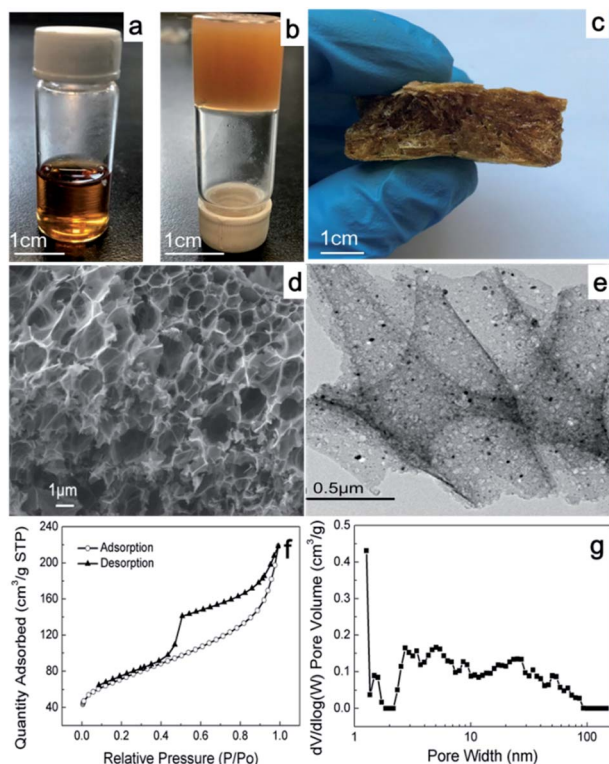 a
1cm
b
1cm
c
1cm
d
1μm
e
0.5μm
f
Adsorption
Desorption
Quantity Adsorbed (cm³/g STP)
240
200
160
120
80
40
0.0 0.2 0.4 0.6 0.8 1.0
Relative Pressure (P/Po)
g
dV/dlog(W) Pore Volume (cm³/g)
0.5
0.4
0.3
0.2
0.1
0.0
1 10 100
Pore Width (nm)